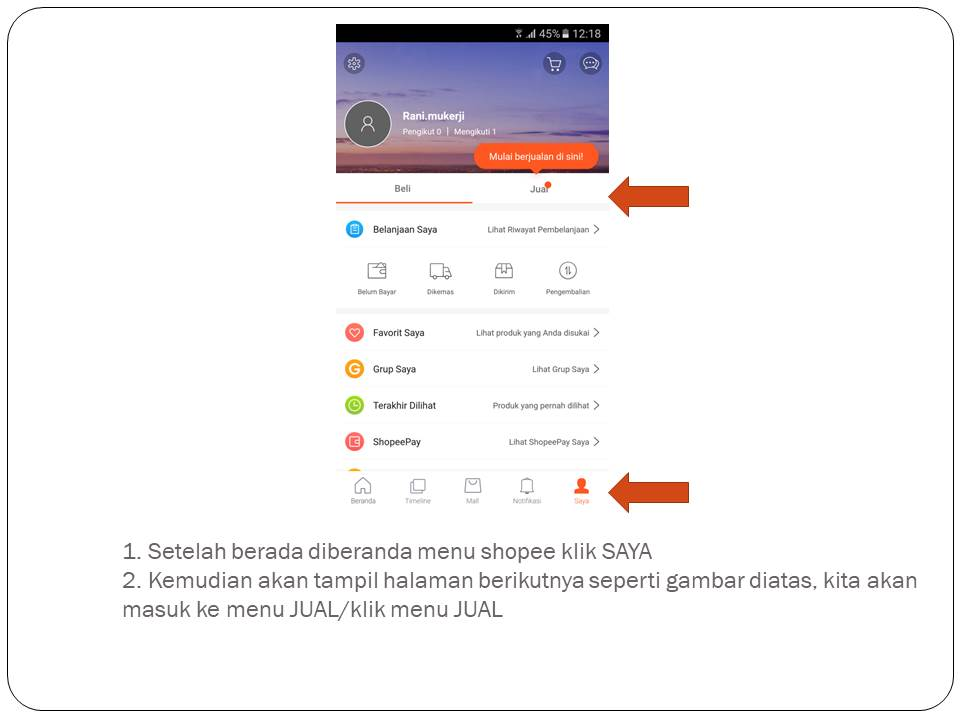 45% 12:18
Rani.mukerji
Pengikut 0 | Mengikuti 1
Mulai berjualan di sini!
Beli Jual
Belanjaan Saya Lihat Riwayat Pembelanjaan
Belum Bayar Dikemas Dikirim Pengembalian
Favorit Saya Lihat produk yang Anda disukai
Grup Saya Lihat Grup Saya
Terakhir Dilihat Produk yang pernah dilihat
ShopeePay Lihat ShopeePay Saya
Beranda Timeline Mall Notifikasi Saya
1. Setelah berada diberanda menu shopee klik SAYA
2. Kemudian akan tampil halaman berikutnya seperti gambar diatas, kita akan
masuk ke menu JUAL/klik menu JUAL